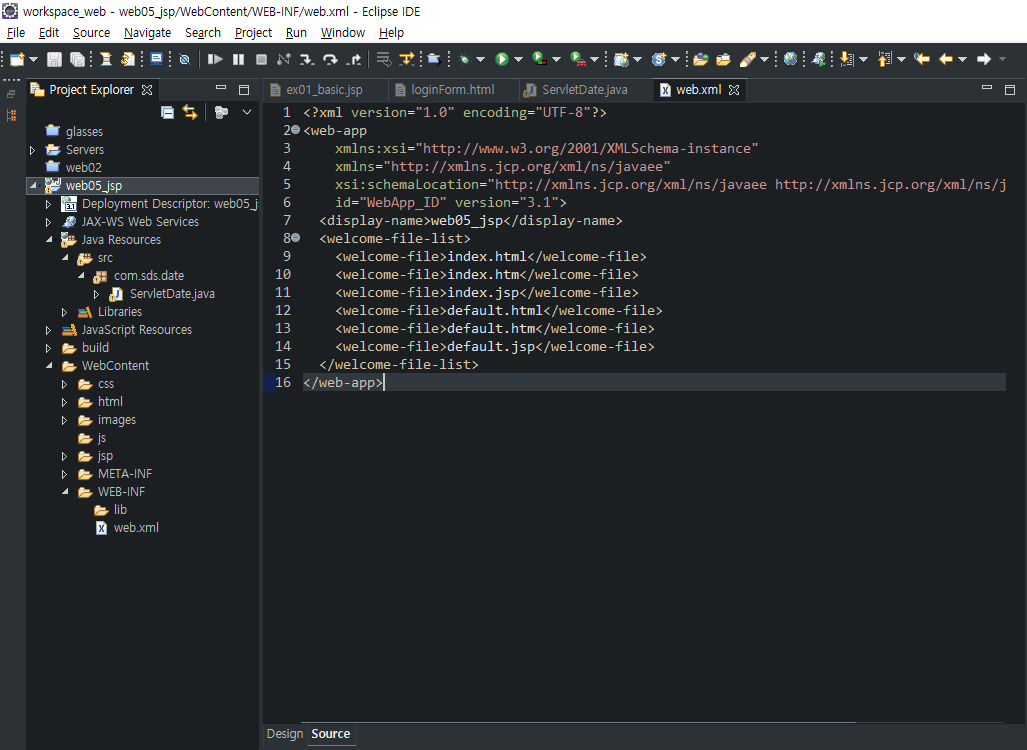 workspace_web - web05_jsp/WebContent/WEB-INF/web.xml - Eclipse IDE
File Edit Source Navigate Search Project Run Window Help
Project Explorer
glasses
Servers
web02
web05_jsp
Deployment Descriptor: web05_j
3.1
JAX-WS Web Services
Java Resources
src
com.sds.date
ServletDate.java
Libraries
JavaScript Resources
build
WebContent
css
html
images
js
jsp
META-INF
WEB-INF
lib
web.xml
ex01_basic.jsp loginForm.html ServletDate.java web.xml
1 <?xml version="1.0" encoding="UTF-8"?>
2 <web-app
3 xmlns:xsi="http://www.w3.org/2001/XMLSchema-instance"
4 xmlns="http://xmlns.jcp.org/xml/ns/javaee"
5 xsi:schemaLocation="http://xmlns.jcp.org/xml/ns/javaee http://xmlns.jcp.org/xml/ns/j
6 id="WebApp_ID" version="3.1">
7 <display-name>web05_jsp</display-name>
8 <welcome-file-list>
9 <welcome-file>index.html</welcome-file>
10 <welcome-file>index.htm</welcome-file>
11 <welcome-file>index.jsp</welcome-file>
12 <welcome-file>default.html</welcome-file>
13 <welcome-file>default.htm</welcome-file>
14 <welcome-file>default.jsp</welcome-file>
15 </welcome-file-list>
16 </web-app>
Design Source